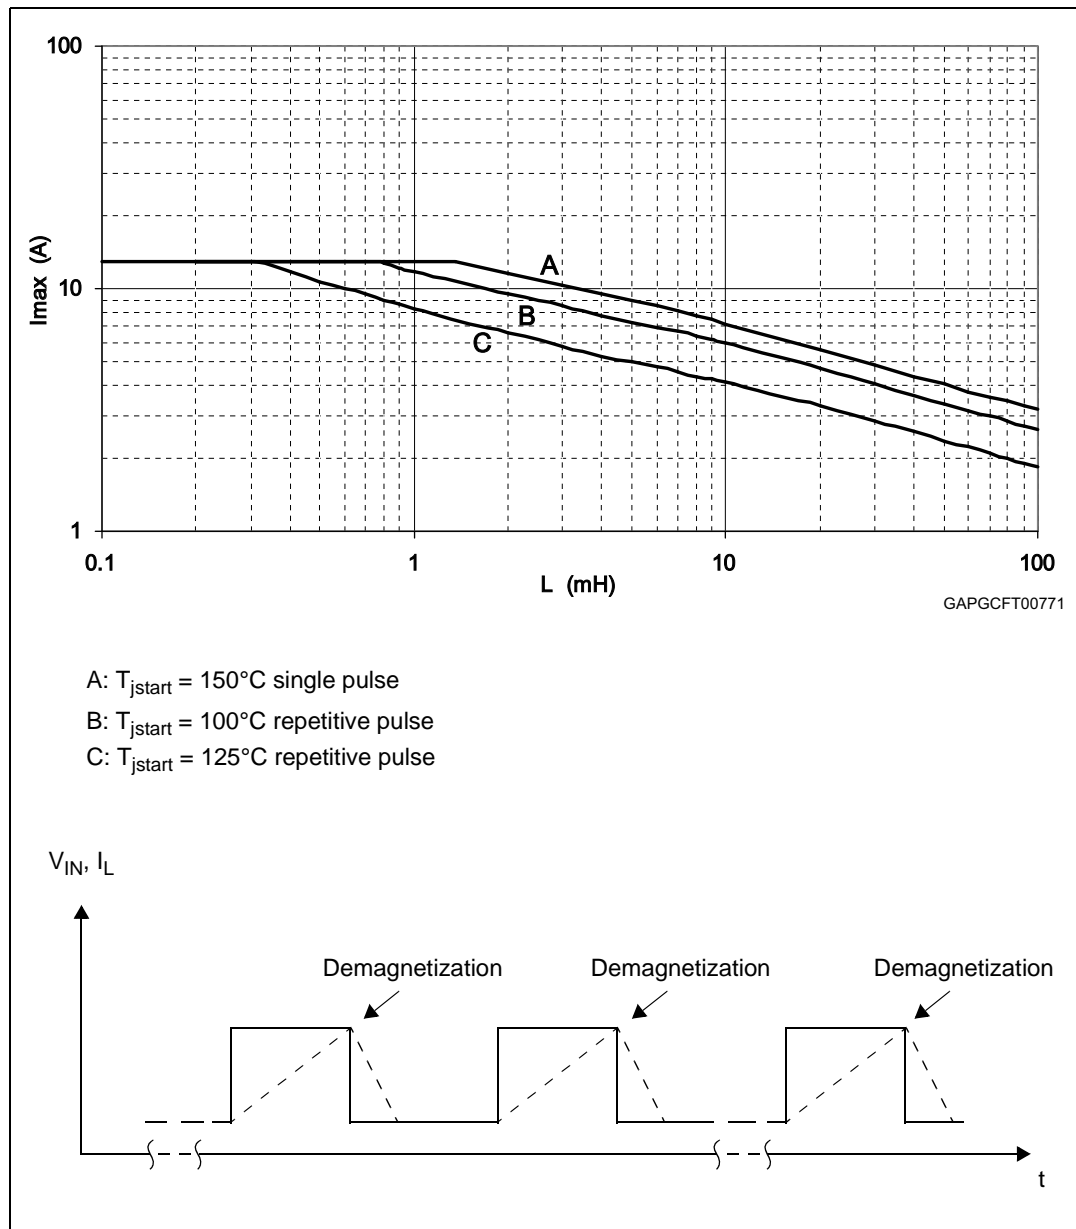 100
10
1
Imax (A)
A
B
C
0.1 1 10 100
L (mH)
GAPGCFT00771
A: Tjstart = 150°C single pulse
B: Tjstart = 100°C repetitive pulse
C: Tjstart = 125°C repetitive pulse
VIN, IL
Demagnetization Demagnetization Demagnetization
t